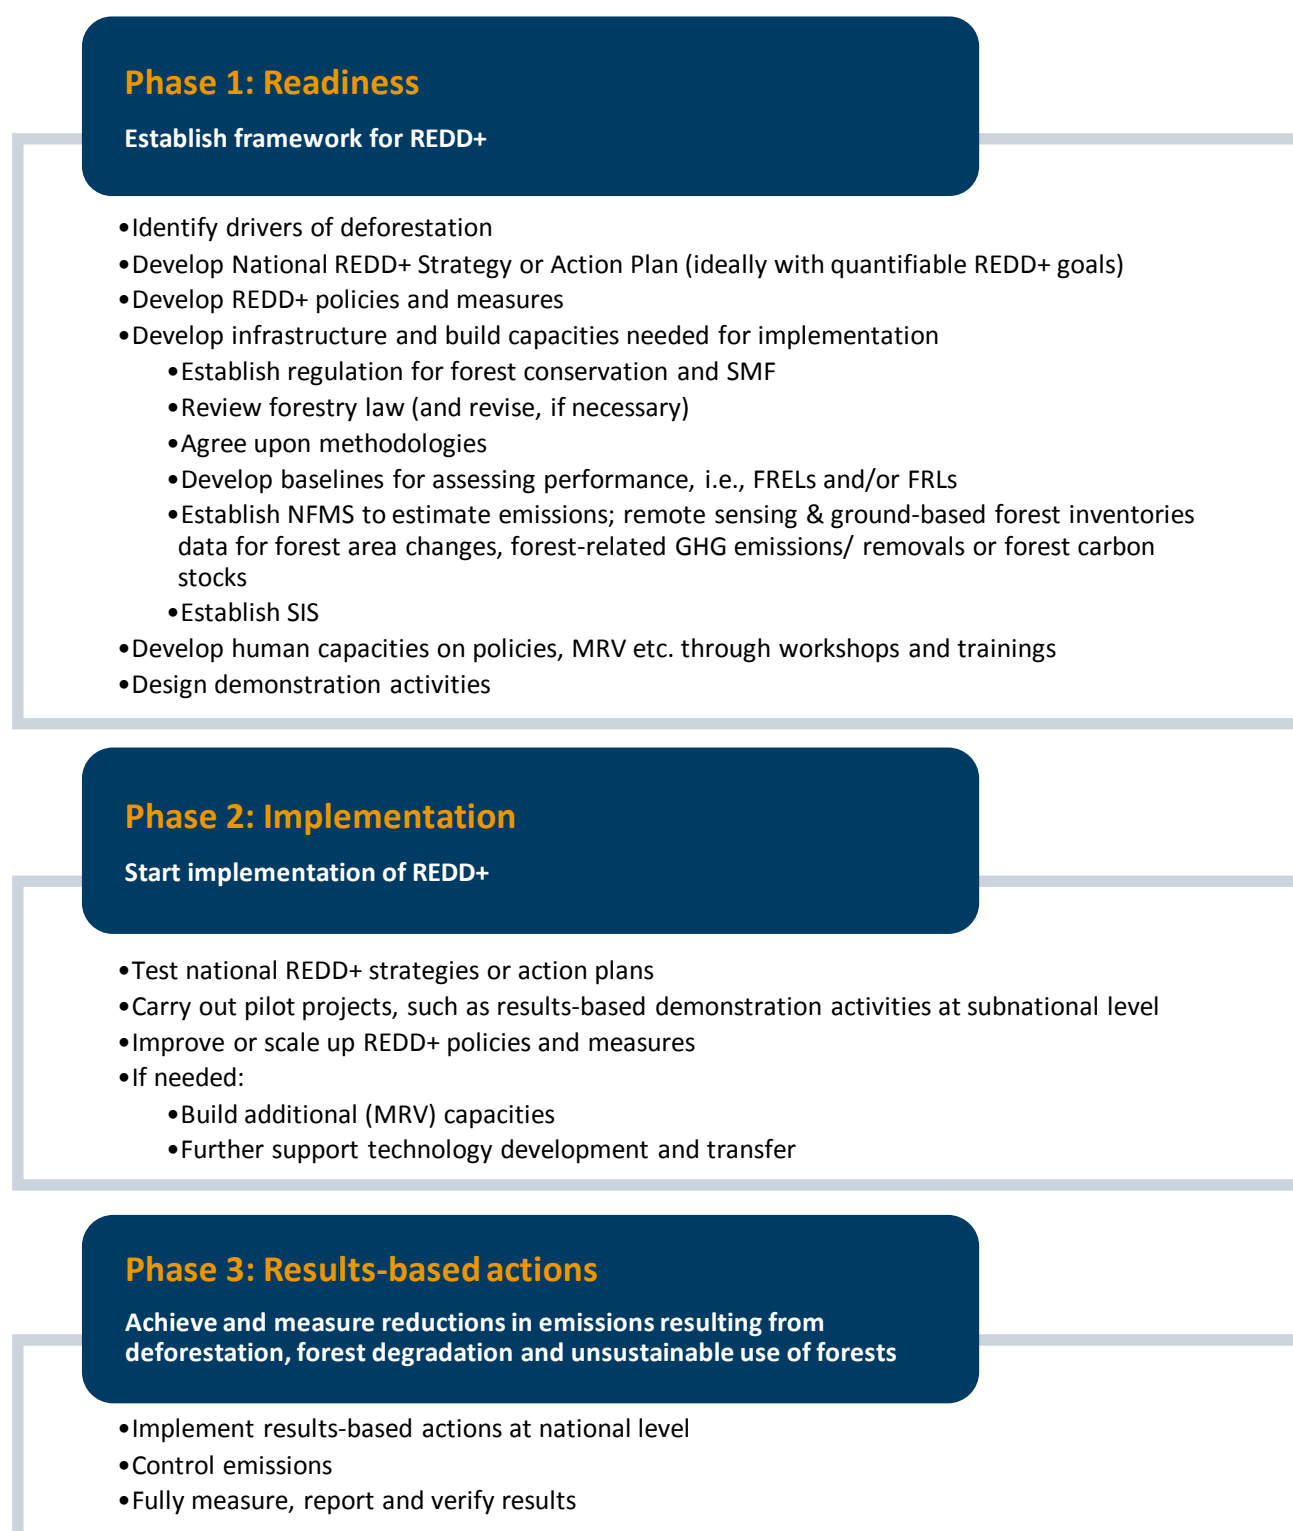 Phase 1: Readiness
Establish framework for REDD+
•Identify drivers of deforestation
•Develop National REDD+ Strategy or Action Plan (ideally with quantifiable REDD+ goals)
•Develop REDD+ policies and measures
•Develop infrastructure and build capacities needed for implementation
•Establish regulation for forest conservation and SMF
•Review forestry law (and revise, if necessary)
•Agree upon methodologies
•Develop baselines for assessing performance, i.e., FRELs and/or FRLs
•Establish NFMS to estimate emissions; remote sensing & ground-based forest inventories
data for forest area changes, forest-related GHG emissions/ removals or forest carbon
stocks
•Establish SIS
•Develop human capacities on policies, MRV etc. through workshops and trainings
•Design demonstration activities
Phase 2: Implementation
Start implementation of REDD+
•Test national REDD+ strategies or action plans
•Carry out pilot projects, such as results-based demonstration activities at subnational level
•Improve or scale up REDD+ policies and measures
•If needed:
•Build additional (MRV) capacities
•Further support technology development and transfer
Phase 3: Results-based actions
Achieve and measure reductions in emissions resulting from
deforestation, forest degradation and unsustainable use of forests
•Implement results-based actions at national level
•Control emissions
•Fully measure, report and verify results